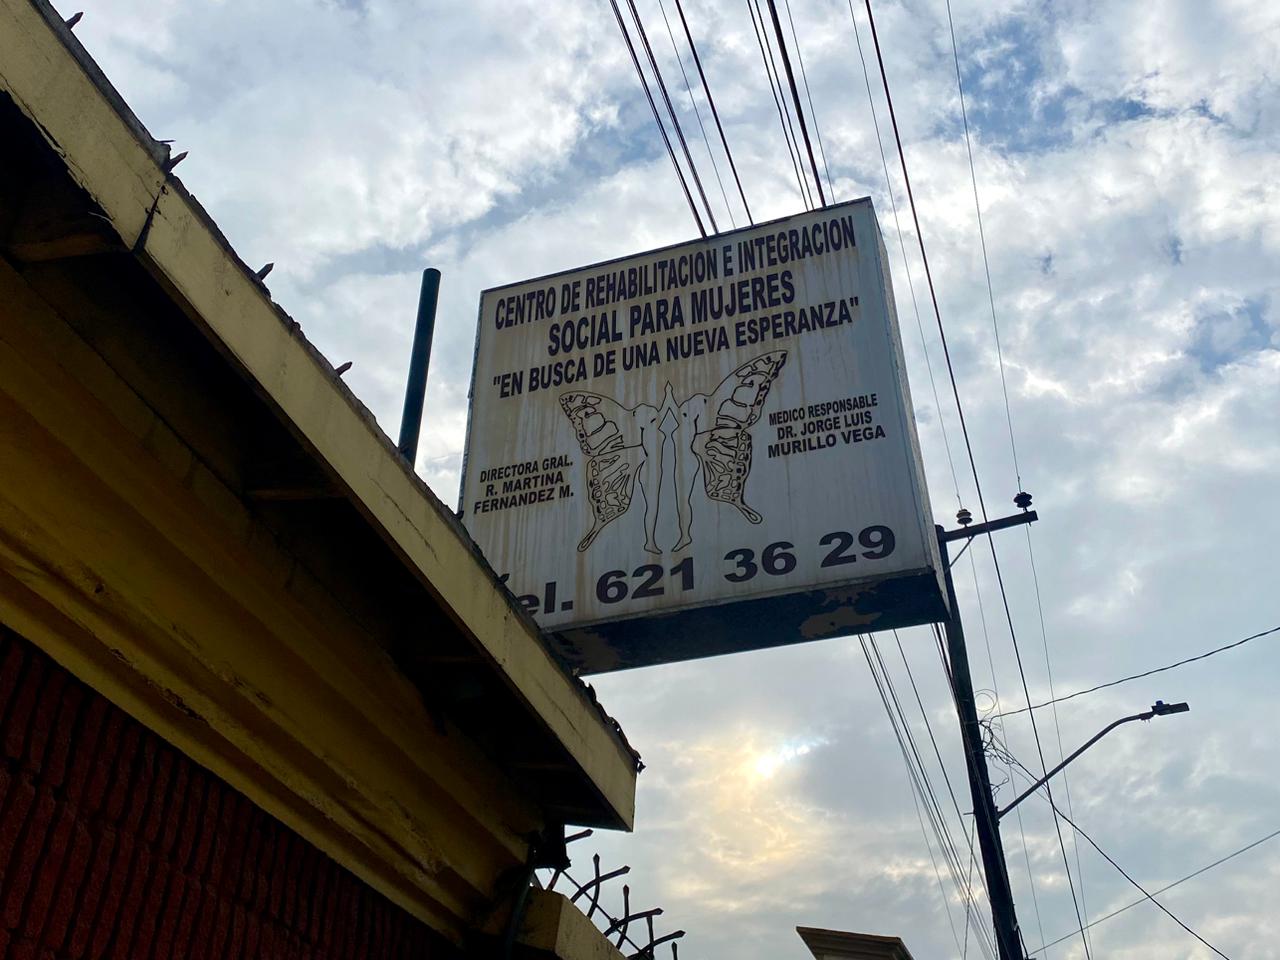 CENTRO DE REHABILITACION E INTEGRACION
SOCIAL PARA MUJERES
"EN BUSCA DE UNA NUEVA ESPERANZA"
DIRECTORA GRAL.
R. MARTINA
FERNANDEZ M.
MEDICO RESPONSABLE
DR. JORGE LUIS
MURILLO VEGA
Tel. 621 36 29